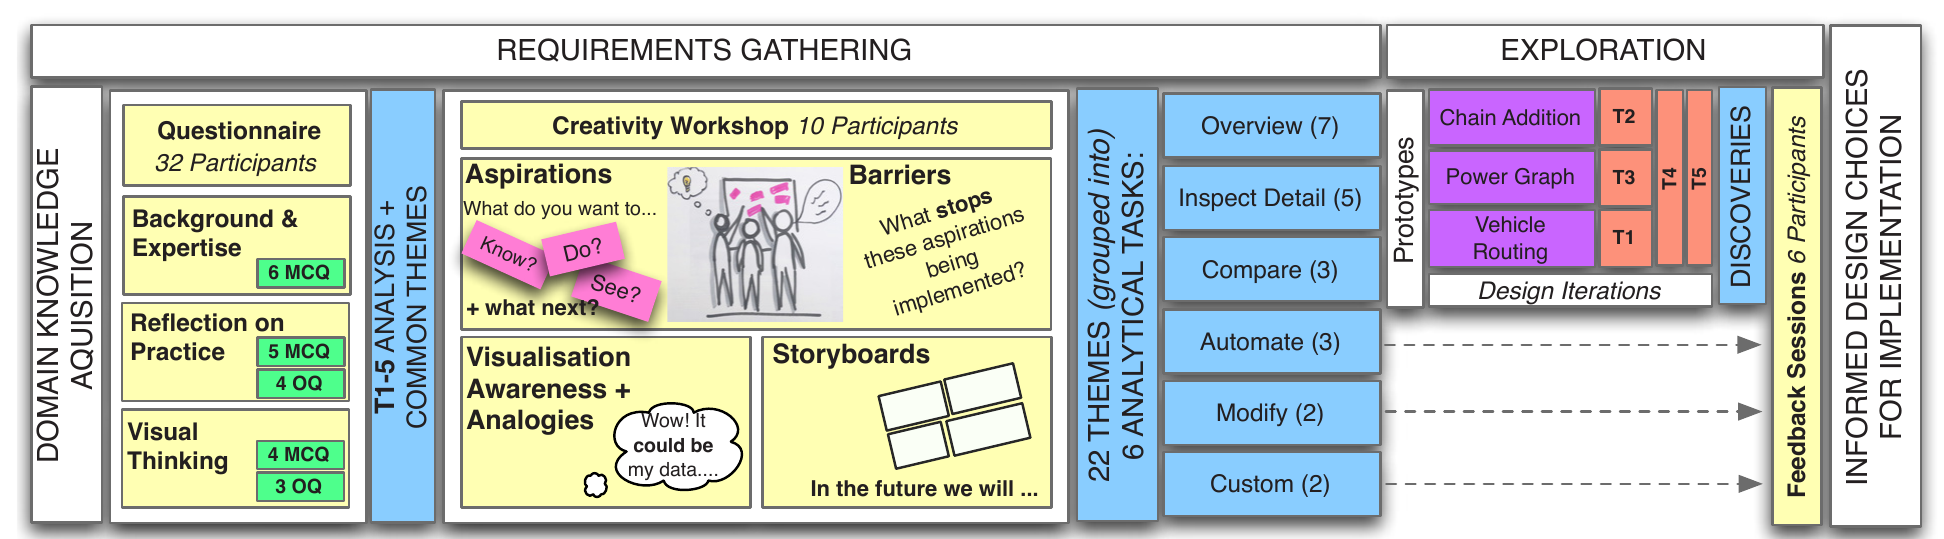 REQUIREMENTS GATHERING
EXPLORATION
DOMAIN KNOWLEDGE
AQUISITION
Questionnaire
32 Participants
Background &
Expertise
6 MCQ
Reflection on
Practice
5 MCQ
4 OQ
Visual
Thinking
4 MCQ
3 OQ
T1-5 ANALYSIS +
COMMON THEMES
Creativity Workshop 10 Participants
Aspirations
What do you want to...
Know?
Do?
See?
+ what next?
Barriers
What stops
these aspirations
being
implemented?
Visualisation
Awareness +
Analogies
Wow! It
could be
my data....
Storyboards
In the future we will ...
22 THEMES (grouped into)
6 ANALYTICAL TASKS:
Overview (7)
Inspect Detail (5)
Compare (3)
Automate (3)
Modify (2)
Custom (2)
Prototypes
Chain Addition
T2
Power Graph
T3
Vehicle
Routing
T1
T4
T5
Design Iterations
DISCOVERIES
Feedback Sessions 6 Participants
INFORMED DESIGN CHOICES
FOR IMPLEMENTATION